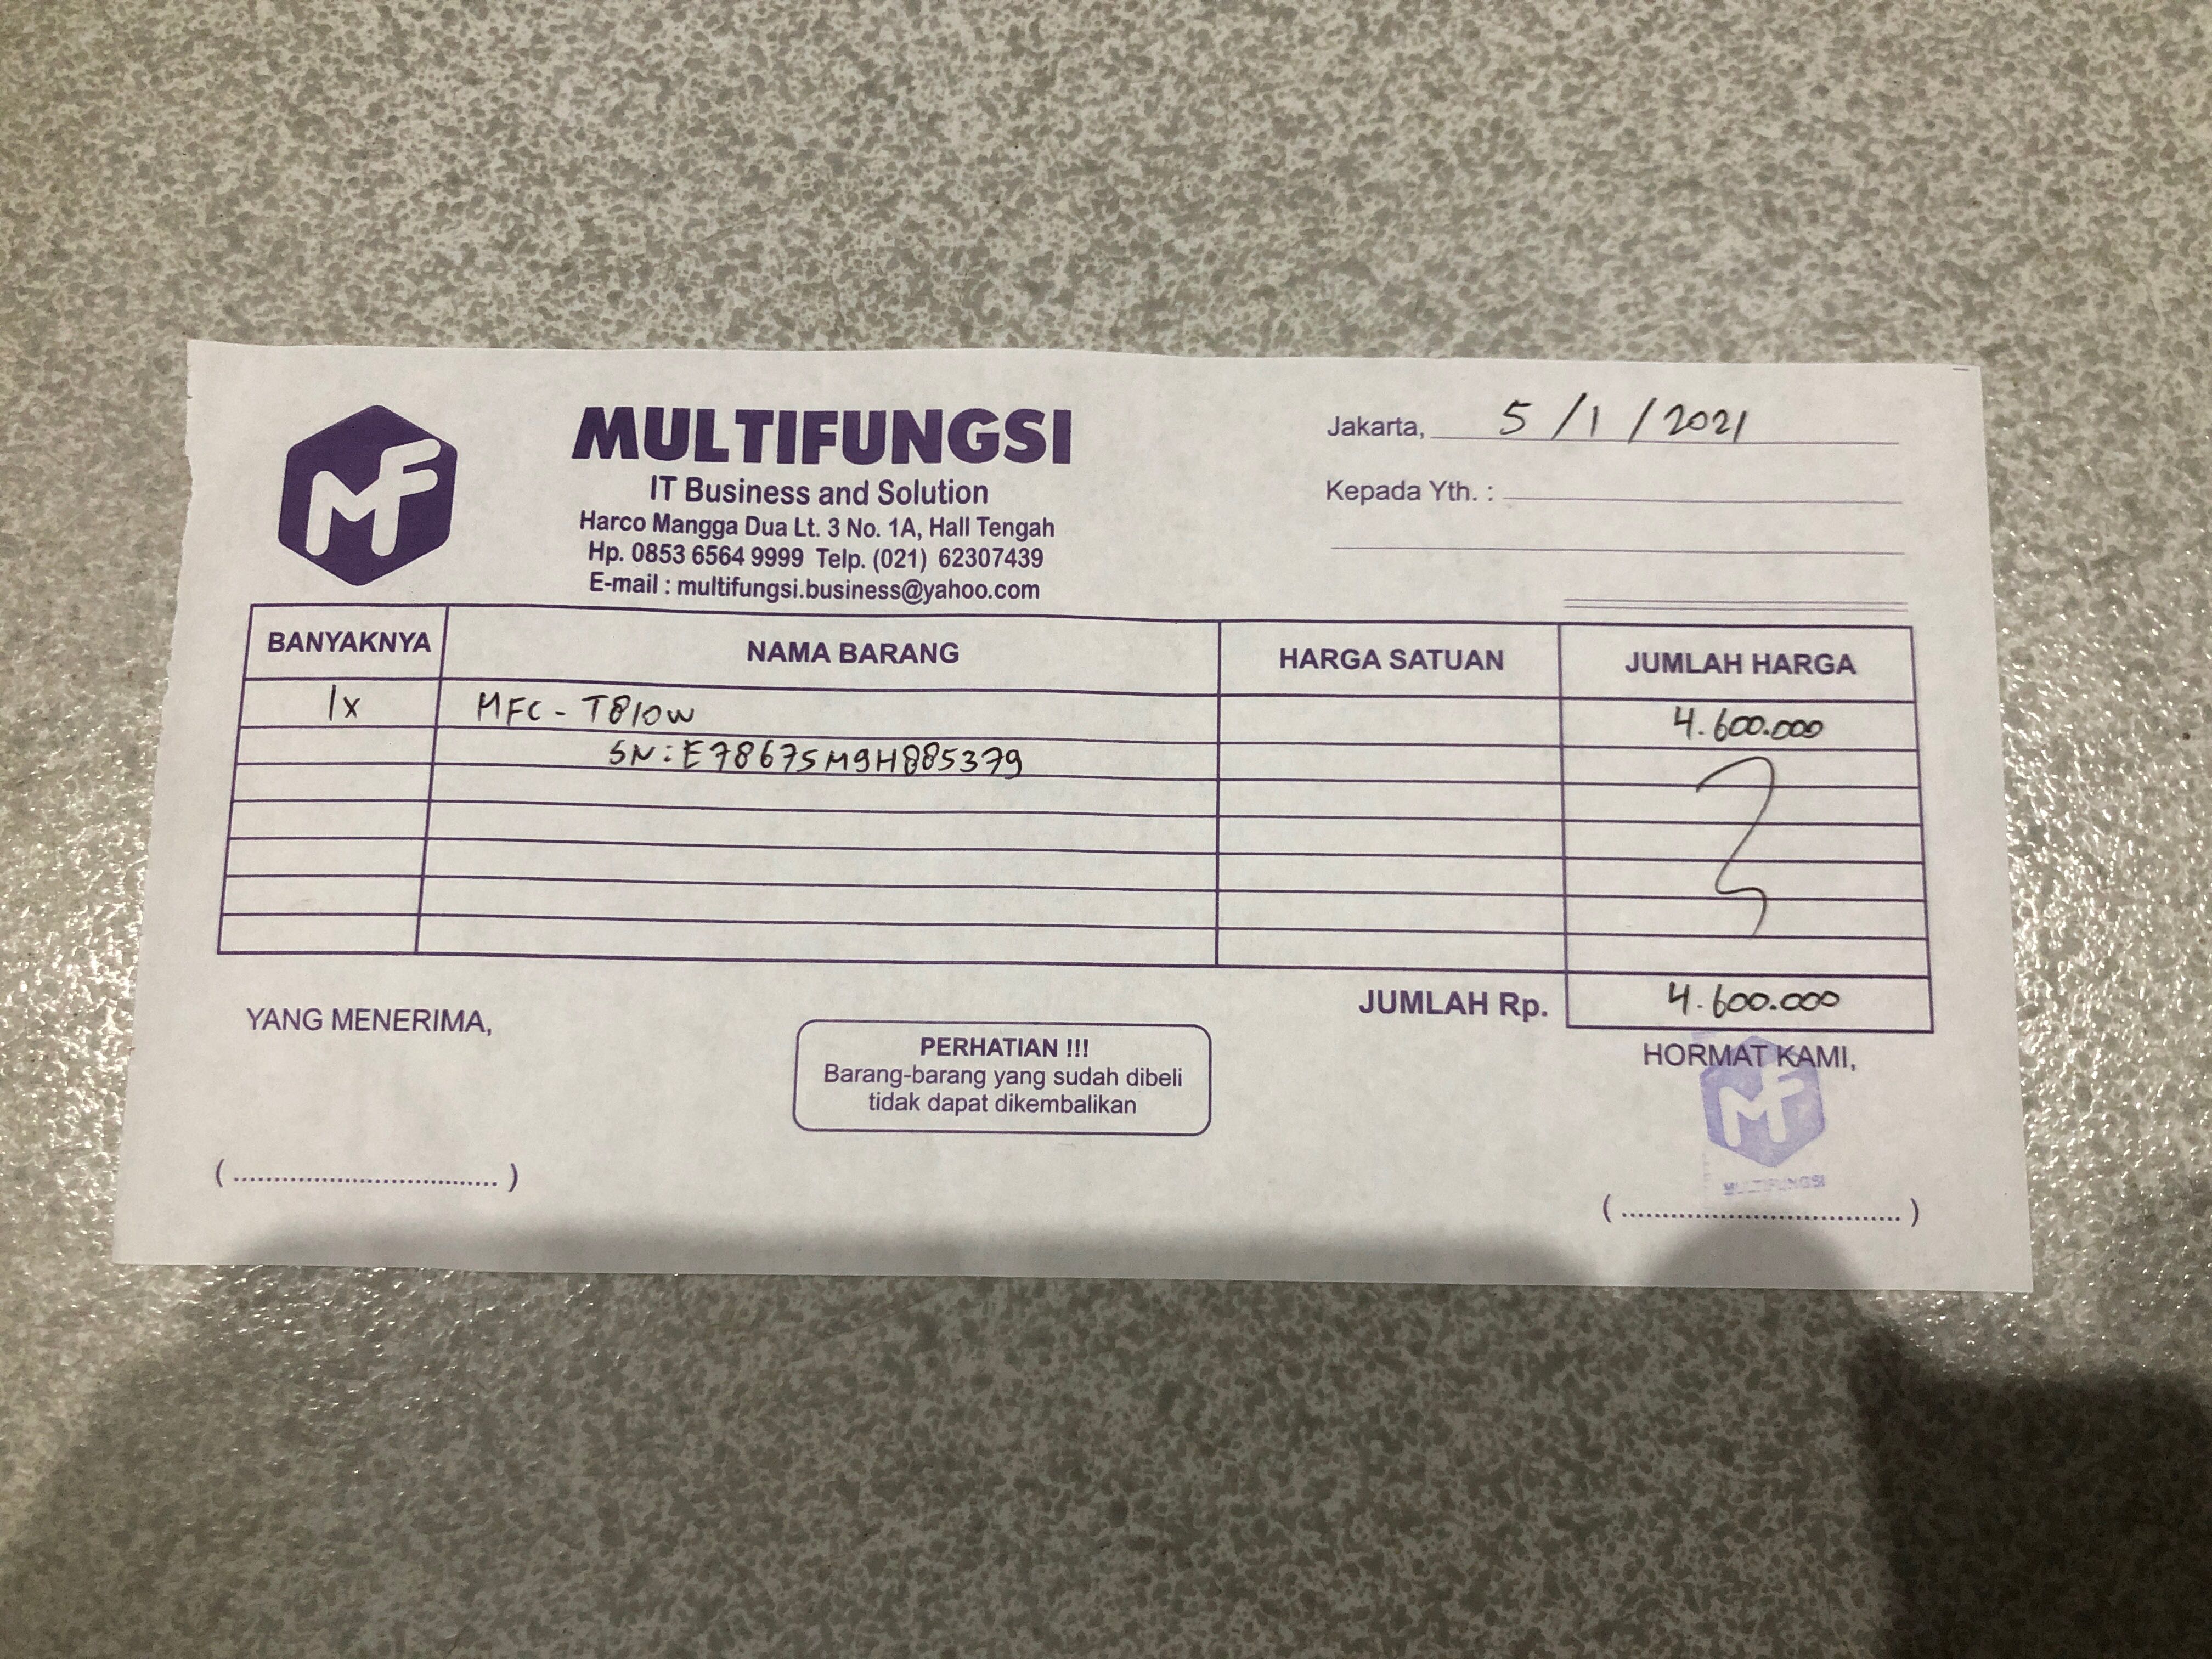 MF
MULTIFUNGSI
IT Business and Solution
Harco Mangga Dua Lt. 3 No. 1A, Hall Tengah
Hp. 0853 6564 9999 Telp. (021) 62307439
E-mail : multifungsi.business@yahoo.com
Jakarta, 5/1/2021
Kepada Yth. :
BANYAKNYA NAMA BARANG HARGA SATUAN JUMLAH HARGA
1x MFC-T810W 4.600.000
SN: E78675M9H885379
JUMLAH Rp. 4.600.000
YANG MENERIMA,
PERHATIAN !!!
Barang-barang yang sudah dibeli
tidak dapat dikembalikan
HORMAT KAMI,
MF
MULTIFUNGSI
(.................................)
(...................................)